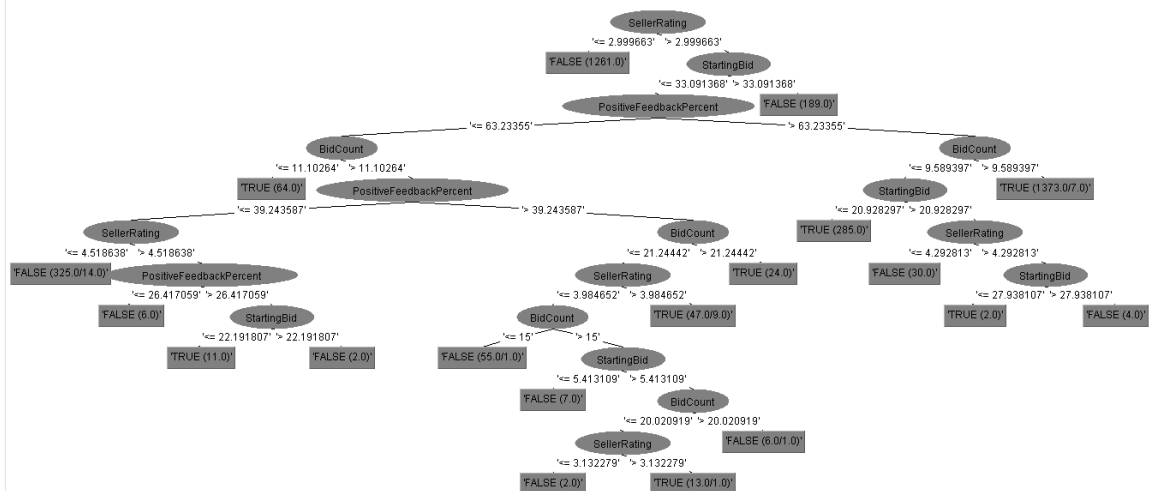 SellerRating
'<= 2.999663' '> 2.999663'
'FALSE (1261.0)' StartingBid
'<= 33.091368' '> 33.091368'
PositiveFeedbackPercent 'FALSE (189.0)'
'<= 63.23355' '> 63.23355'
BidCount BidCount
'<= 11.10264' '> 11.10264' '<= 9.589397' '> 9.589397'
'TRUE (64.0)' PositiveFeedbackPercent StartingBid 'TRUE (1373.0/7.0)'
'<= 39.243587' '> 39.243587' '<= 20.928297' '> 20.928297'
SellerRating BidCount 'TRUE (285.0)' SellerRating
'<= 4.518638' '> 4.518638' '<= 21.24442' '> 21.24442' '<= 4.292813' '> 4.292813'
'FALSE (325.0/14.0)' PositiveFeedbackPercent SellerRating 'TRUE (24.0)' 'FALSE (30.0)' StartingBid
'<= 26.417059' '> 26.417059' '<= 3.984652' '> 3.984652' '<= 27.938107' '> 27.938107'
'FALSE (6.0)' StartingBid BidCount 'TRUE (47.0/9.0)' 'TRUE (2.0)' 'FALSE (4.0)'
'<= 22.191807' '> 22.191807' '<= 15' '> 15'
'TRUE (11.0)' 'FALSE (2.0)' 'FALSE (55.0/1.0)' StartingBid
'<= 5.413109' '> 5.413109'
'FALSE (7.0)' BidCount
'<= 20.020919' '> 20.020919'
SellerRating 'FALSE (6.0/1.0)'
'<= 3.132279' '> 3.132279'
'FALSE (2.0)' 'TRUE (13.0/1.0)'